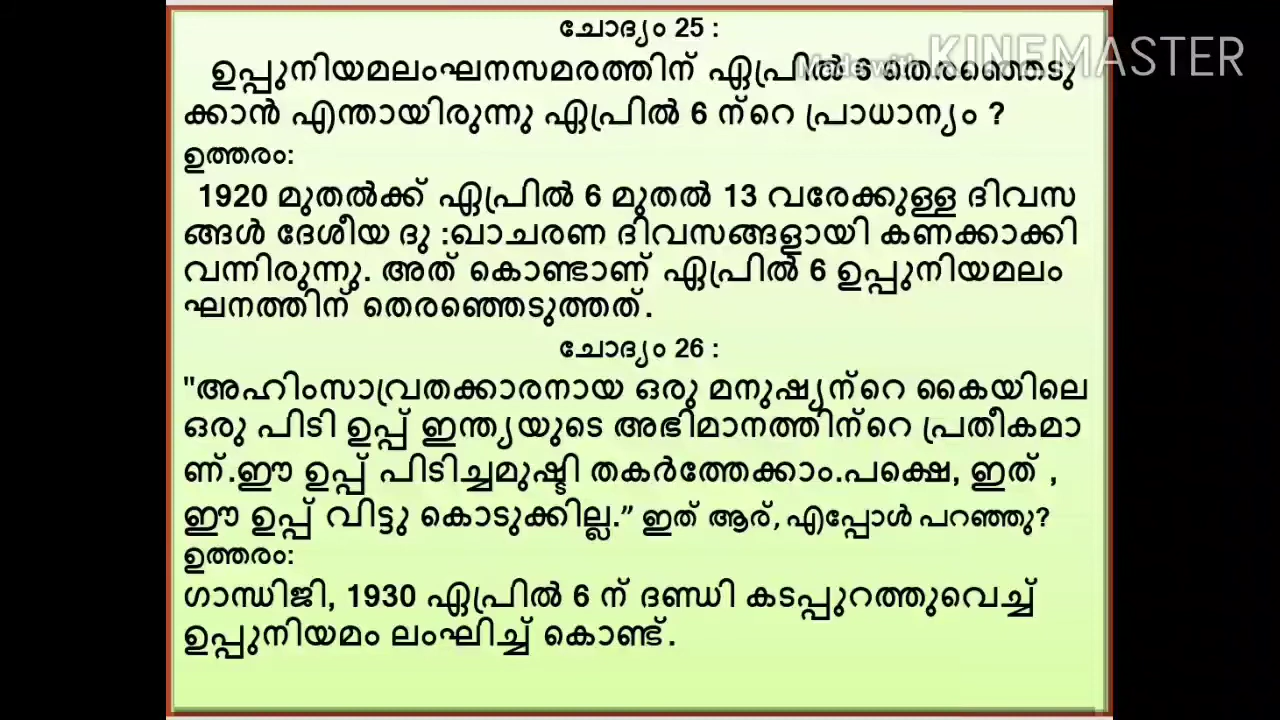 ചോദ്യം 25 :
ഉപ്പുനിയമലംഘനസമരത്തിന് ഏപ്രിൽ 6 തെരഞ്ഞെടു
ക്കാൻ എന്തായിരുന്നു ഏപ്രിൽ 6 ന്റെ പ്രാധാന്യം ?
ഉത്തരം:
1920 മുതൽക്ക് ഏപ്രിൽ 6 മുതൽ 13 വരേക്കുള്ള ദിവസ
ങ്ങൾ ദേശീയ ദു :ഖാചരണ ദിവസങ്ങളായി കണക്കാക്കി
വന്നിരുന്നു. അത് കൊണ്ടാണ് ഏപ്രിൽ 6 ഉപ്പുനിയമലം
ഘനത്തിന് തെരഞ്ഞെടുത്തത്.
ചോദ്യം 26 :
"അഹിംസാവ്രതക്കാരനായ ഒരു മനുഷ്യന്റെ കൈയിലെ
ഒരു പിടി ഉപ്പ് ഇന്ത്യയുടെ അഭിമാനത്തിന്റെ പ്രതീകമാ
ണ്.ഈ ഉപ്പ് പിടിച്ചമുഷ്ടി തകർത്തേക്കാം.പക്ഷെ, ഇത് ,
ഈ ഉപ്പ് വിട്ടു കൊടുക്കില്ല.” ഇത് ആര്, എപ്പോൾ പറഞ്ഞു?
ഉത്തരം:
ഗാന്ധിജി, 1930 ഏപ്രിൽ 6 ന് ദണ്ഡി കടപ്പുറത്തുവെച്ച്
ഉപ്പുനിയമം ലംഘിച്ച് കൊണ്ട്.
Made with KINEMASTER